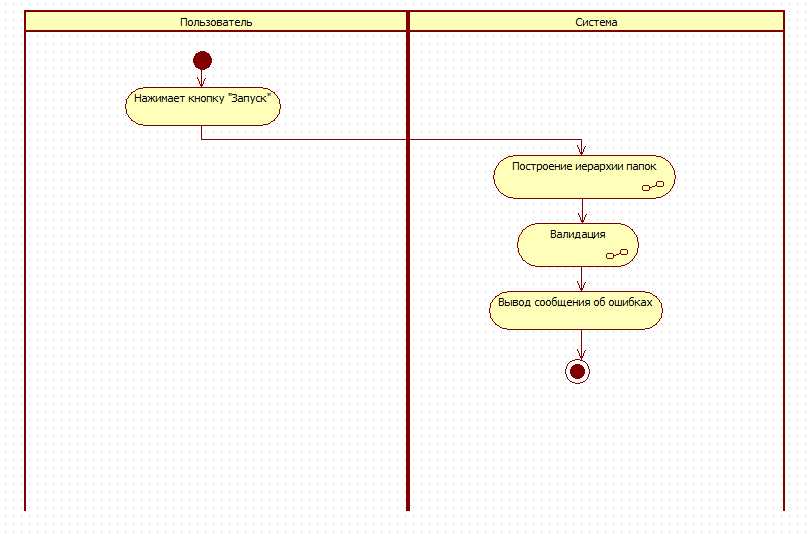 Пользователь
Система
Нажимает кнопку "Запуск"
Построение иерархии папок
Валидация
Вывод сообщения об ошибках